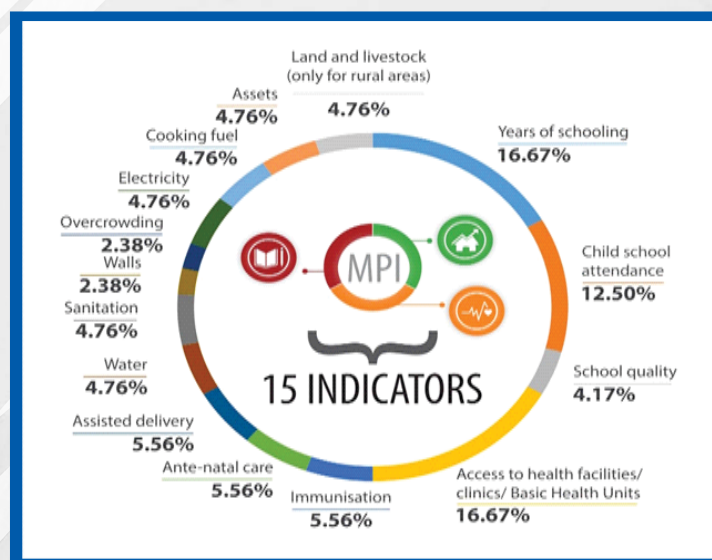 Land and livestock
(only for rural areas)
4.76%
Years of schooling
16.67%
Child school
attendance
12.50%
School quality
4.17%
Access to health facilities/
clinics/ Basic Health Units
16.67%
Immunisation
5.56%
Ante-natal care
5.56%
Assisted delivery
5.56%
Water
4.76%
Sanitation
4.76%
Walls
2.38%
Overcrowding
2.38%
Electricity
4.76%
Cooking fuel
4.76%
Assets
4.76%
MPI
15 INDICATORS